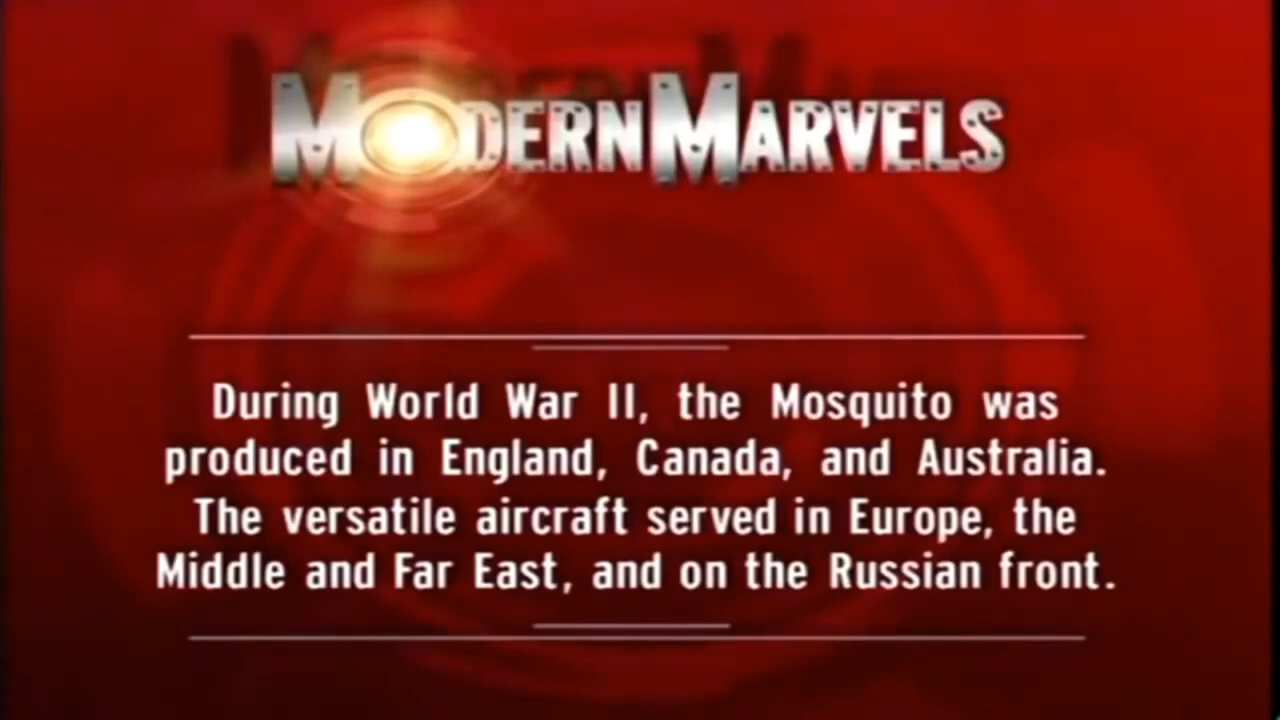 MODERN MARVELS
During World War II, the Mosquito was
produced in England, Canada, and Australia.
The versatile aircraft served in Europe, the
Middle and Far East, and on the Russian front.